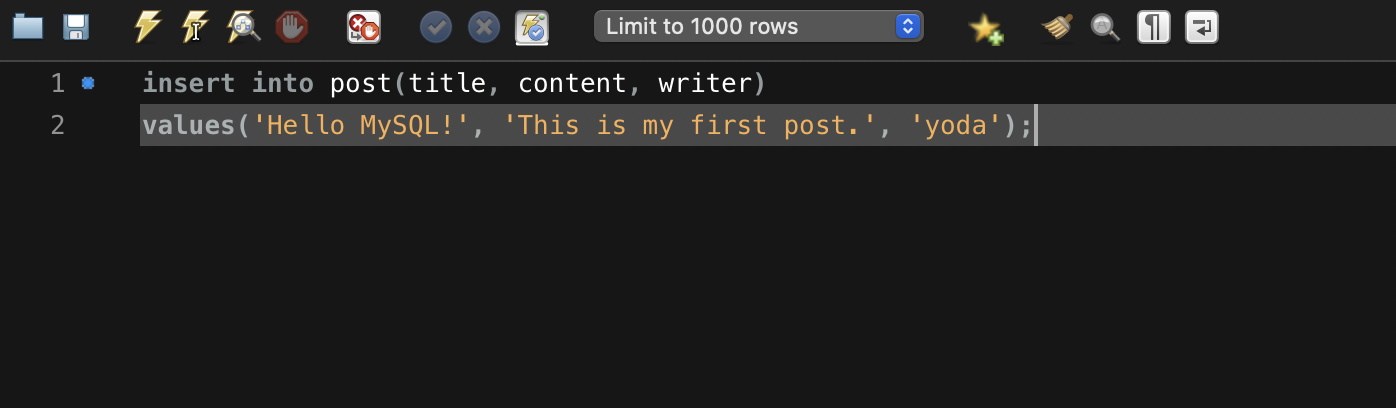 Limit to 1000 rows
1 insert into post(title, content, writer)
2 values('Hello MySQL!', 'This is my first post.', 'yoda');